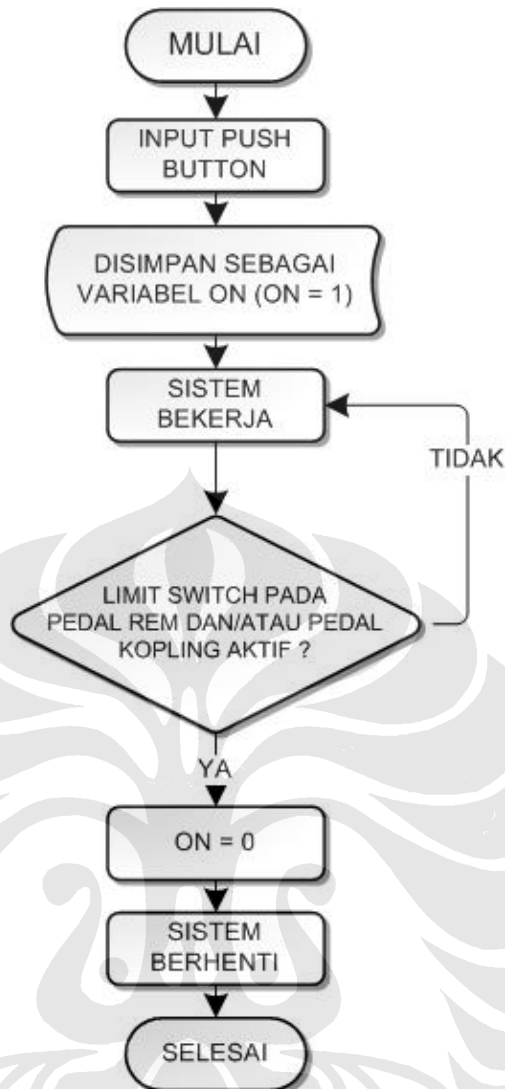 MULAI
INPUT PUSH
BUTTON
DISIMPAN SEBAGAI
VARIABEL ON (ON = 1)
SISTEM
BEKERJA
TIDAK
LIMIT SWITCH PADA
PEDAL REM DAN/ATAU PEDAL
KOPLING AKTIF ?
YA
ON = 0
SISTEM
BERHENTI
SELESAI